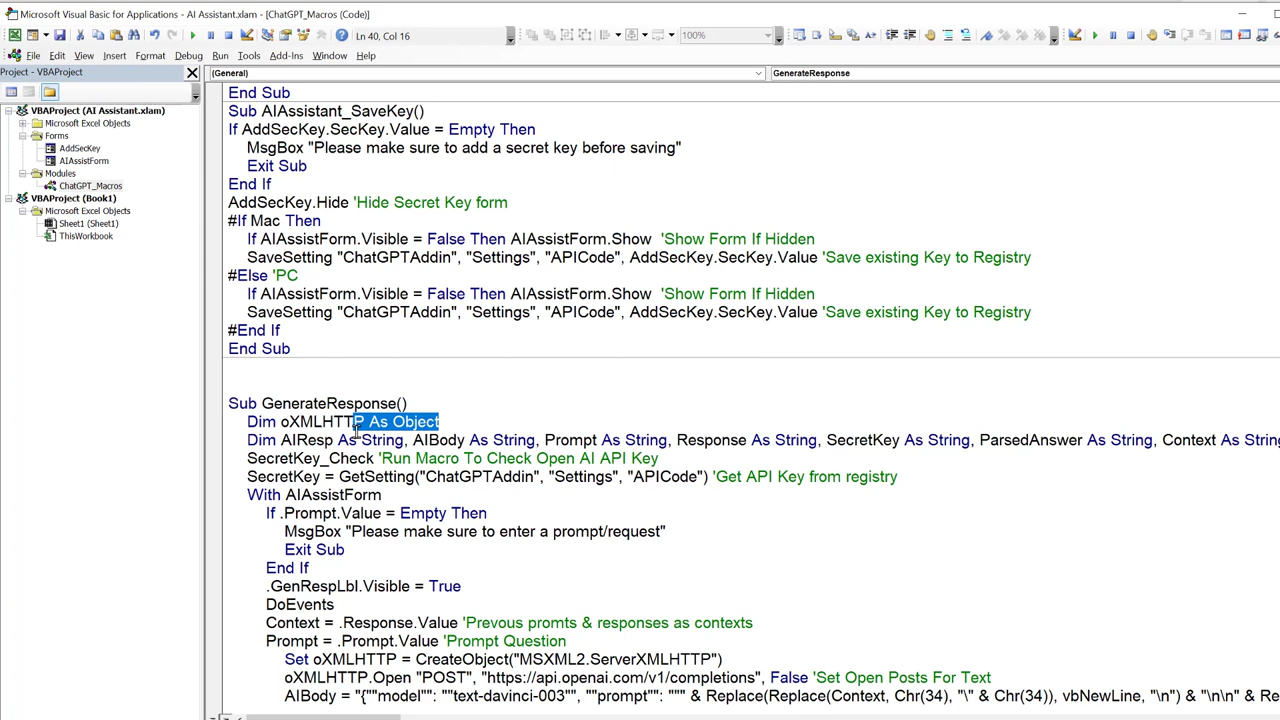 Microsoft Visual Basic for Applications - AI Assistant.xlam - [ChatGPT_Macros (Code)]
Ln 40, Col 16
100%
File Edit View Insert Format Debug Run Tools Add-Ins Window Help
Project - VBAProject
(General)
GenerateResponse
VBAProject (AI Assistant.xlam)
Microsoft Excel Objects
Forms
AddSecKey
AIAssistForm
Modules
ChatGPT_Macros
VBAProject (Book1)
Microsoft Excel Objects
Sheet1 (Sheet1)
ThisWorkbook
End Sub
Sub AIAssistant_SaveKey()
If AddSecKey.SecKey.Value = Empty Then
MsgBox "Please make sure to add a secret key before saving"
Exit Sub
End If
AddSecKey.Hide 'Hide Secret Key form
#If Mac Then
If AIAssistForm.Visible = False Then AIAssistForm.Show 'Show Form If Hidden
SaveSetting "ChatGPTAddin", "Settings", "APICode", AddSecKey.SecKey.Value 'Save existing Key to Registry
#Else 'PC
If AIAssistForm.Visible = False Then AIAssistForm.Show 'Show Form If Hidden
SaveSetting "ChatGPTAddin", "Settings", "APICode", AddSecKey.SecKey.Value 'Save existing Key to Registry
#End If
End Sub
Sub GenerateResponse()
Dim oXMLHTTP As Object
Dim AIResp As String, AIBody As String, Prompt As String, Response As String, SecretKey As String, ParsedAnswer As String, Context As String
SecretKey_Check 'Run Macro To Check Open AI API Key
SecretKey = GetSetting("ChatGPTAddin", "Settings", "APICode") 'Get API Key from registry
With AIAssistForm
If .Prompt.Value = Empty Then
MsgBox "Please make sure to enter a prompt/request"
Exit Sub
End If
.GenRespLbl.Visible = True
DoEvents
Context = .Response.Value 'Prevous promts & responses as contexts
Prompt = .Prompt.Value 'Prompt Question
Set oXMLHTTP = CreateObject("MSXML2.ServerXMLHTTP")
oXMLHTTP.Open "POST", "https://api.openai.com/v1/completions", False 'Set Open Posts For Text
AIBody = "{""model"": ""text-davinci-003"", ""prompt"": """ & Replace(Replace(Context, Chr(34), "\" & Chr(34)), vbNewLine, "\n") & "\n\n" & Re